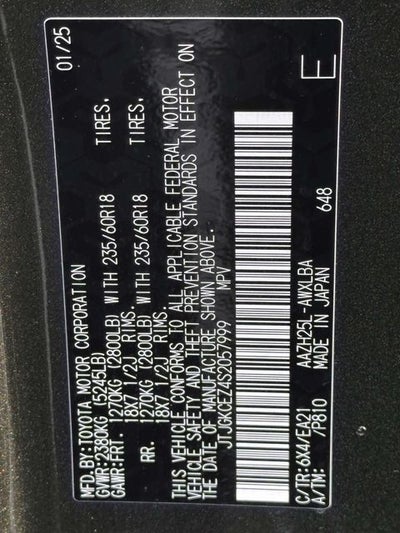 MFD.BY:TOYOTA MOTOR CORPORATION 01/25
GVWR:2380KG (5245LB)
GAWR:FRT. 1270KG (2800LB) WITH 235/60R18 TIRES.
18X7 1/2J RIMS.
RR. 1270KG (2800LB) WITH 235/60R18 TIRES.
18X7 1/2J RIMS.
THIS VEHICLE CONFORMS TO ALL APPLICABLE FEDERAL MOTOR
VEHICLE SAFETY AND THEFT PREVENTION STANDARDS IN EFFECT ON
THE DATE OF MANUFACTURE SHOWN ABOVE.
JTJGKCEZ4S2057999 MPV
C/TR:6X4/EA21 AAZH25L-AWXLBA
A/TM: /P810 MADE IN JAPAN 648
E